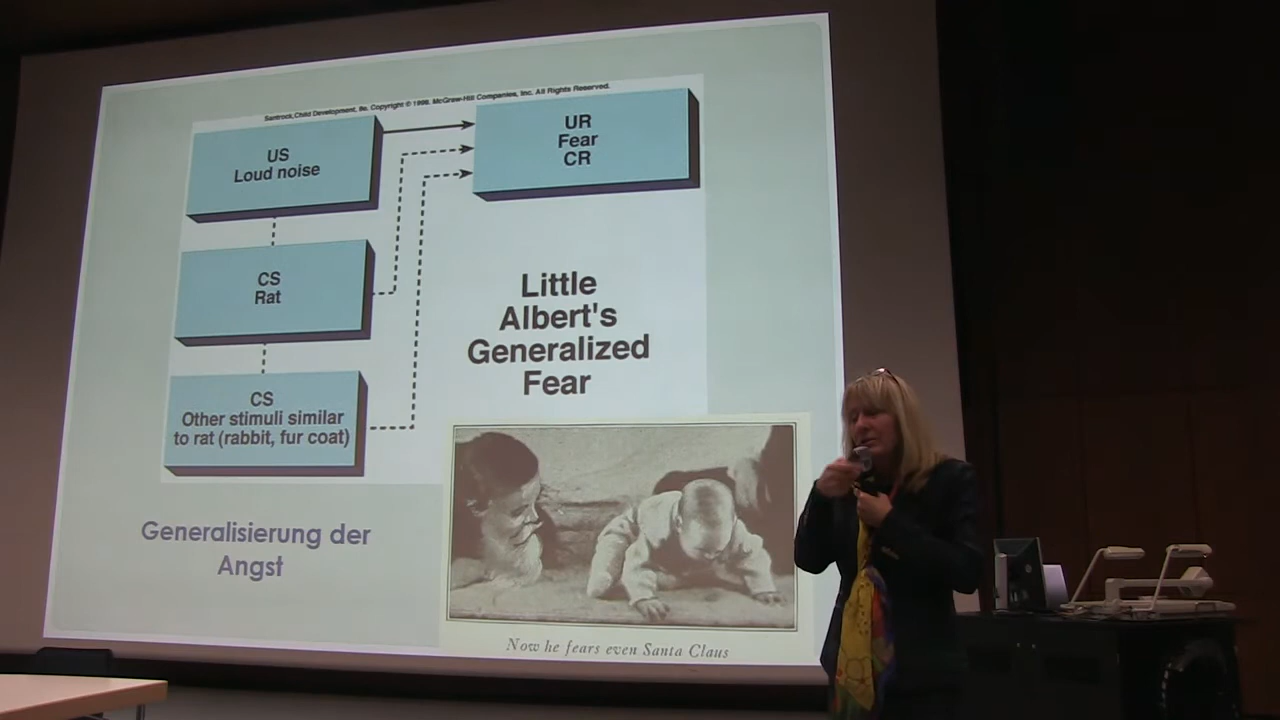 Santrock,Child Development, 8e. Copyright © 1998. McGraw-Hill Companies, Inc. All Rights Reserved.
US
Loud noise
UR
Fear
CR
CS
Rat
CS
Other stimuli similar
to rat (rabbit, fur coat)
Little
Albert's
Generalized
Fear
Generalisierung der
Angst
Now he fears even Santa Claus